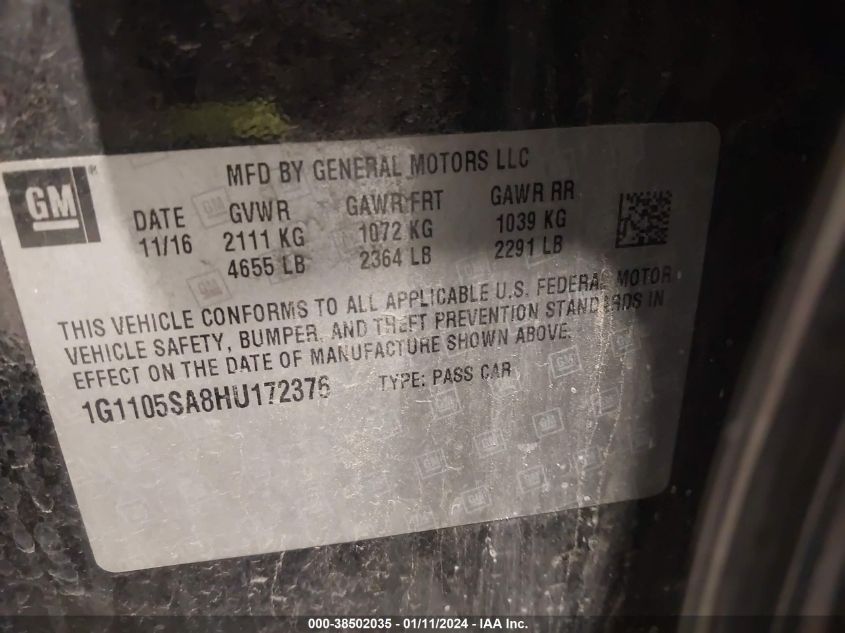 GM ®
MFD BY GENERAL MOTORS LLC
DATE GVWR GAWR FRT GAWR RR
11/16 2111 KG 1072 KG 1039 KG
4655 LB 2364 LB 2291 LB
THIS VEHICLE CONFORMS TO ALL APPLICABLE U.S. FEDERAL MOTOR
VEHICLE SAFETY, BUMPER, AND THEFT PREVENTION STANDARDS IN
EFFECT ON THE DATE OF MANUFACTURE SHOWN ABOVE.
1G1105SA8HU172376 TYPE: PASS CAR
000-38502035 - 01/11/2024 - IAA Inc.